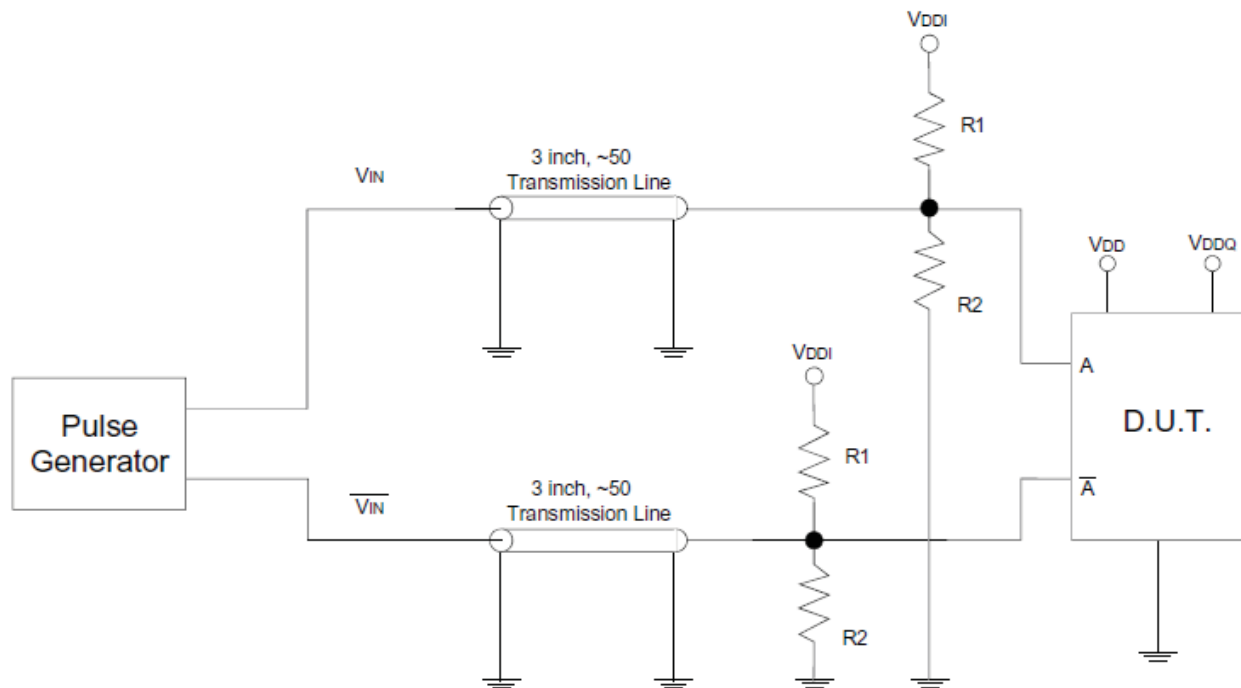 VDDI
R1
3 inch, ~50
Transmission Line
VIN
VDD
VDDQ
R2
VDDI
A
D.U.T.
Pulse
Generator
R1
A̅
3 inch, ~50
Transmission Line
V̅I̅N̅
R2